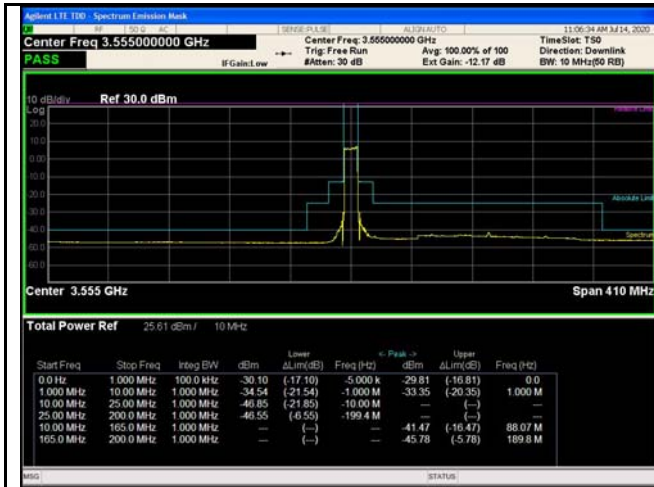 Agilent LTE TDD - Spectrum Emission Mask
RF 50 Ω AC SENSE:PULSE ALIGN AUTO 11:06:34 AM Jul 14, 2020
Center Freq 3.555000000 GHz Center Freq: 3.555000000 GHz TimeSlot: TS0
Trig: Free Run Avg: 100.00% of 100 Direction: Downlink
PASS IFGain:Low #Atten: 30 dB Ext Gain: -12.17 dB BW: 10 MHz(50 RB)
10 dB/div Ref 30.0 dBm
Log
20.0
10.0
0.00
Absolute Limit
Spectrum
Center 3.555 GHz Span 410 MHz
Total Power Ref 25.61 dBm / 10 MHz
Lower <- Peak -> Upper
Start Freq Stop Freq Integ BW dBm ΔLim(dB) Freq (Hz) dBm ΔLim(dB) Freq (Hz)
0.0 Hz 1.000 MHz 100.0 kHz -30.10 (-17.10) -5.000 k -29.81 (-16.81) 0.0
1.000 MHz 10.00 MHz 1.000 MHz -34.54 (-21.54) -1.000 M -33.35 (-20.35) 1.000 M
10.00 MHz 25.00 MHz 1.000 MHz -46.85 (-21.85) -10.00 M --- (---) ---
25.00 MHz 200.0 MHz 1.000 MHz -46.55 (-6.55) -199.4 M --- (---) ---
10.00 MHz 165.0 MHz 1.000 MHz --- (---) --- -41.47 (-16.47) 88.07 M
165.0 MHz 200.0 MHz 1.000 MHz --- (---) --- -45.78 (-5.78) 189.8 M
MSG STATUS